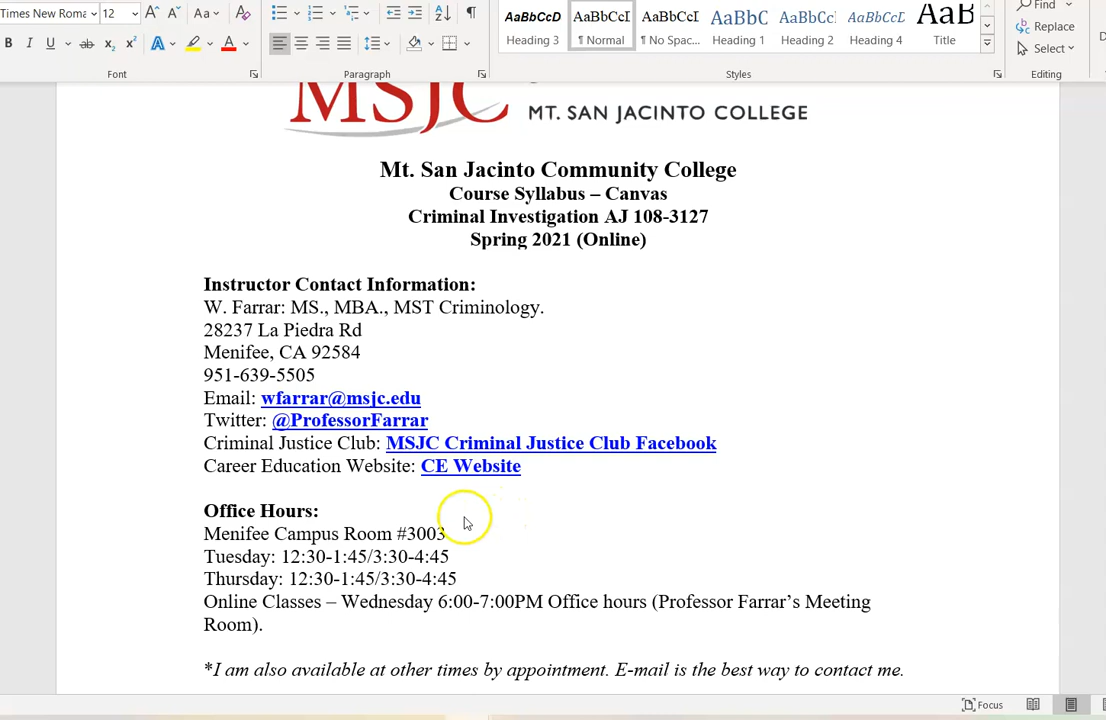 Times New Roma 12 A A Aa A ¶ AaBbCcD AaBbCcI AaBbCcI AaBbC AaBbCc AaBbCcI AaB Find
B I U ab x₂ x² A A Heading 3 ¶ Normal ¶ No Spac... Heading 1 Heading 2 Heading 4 Title Replace
Select
Font Paragraph Styles Editing
MSJC MT. SAN JACINTO COLLEGE
Mt. San Jacinto Community College
Course Syllabus – Canvas
Criminal Investigation AJ 108-3127
Spring 2021 (Online)
Instructor Contact Information:
W. Farrar: MS., MBA., MST Criminology.
28237 La Piedra Rd
Menifee, CA 92584
951-639-5505
Email: wfarrar@msjc.edu
Twitter: @ProfessorFarrar
Criminal Justice Club: MSJC Criminal Justice Club Facebook
Career Education Website: CE Website
Office Hours:
Menifee Campus Room #3003
Tuesday: 12:30-1:45/3:30-4:45
Thursday: 12:30-1:45/3:30-4:45
Online Classes – Wednesday 6:00-7:00PM Office hours (Professor Farrar’s Meeting
Room).
*I am also available at other times by appointment. E-mail is the best way to contact me.
Focus